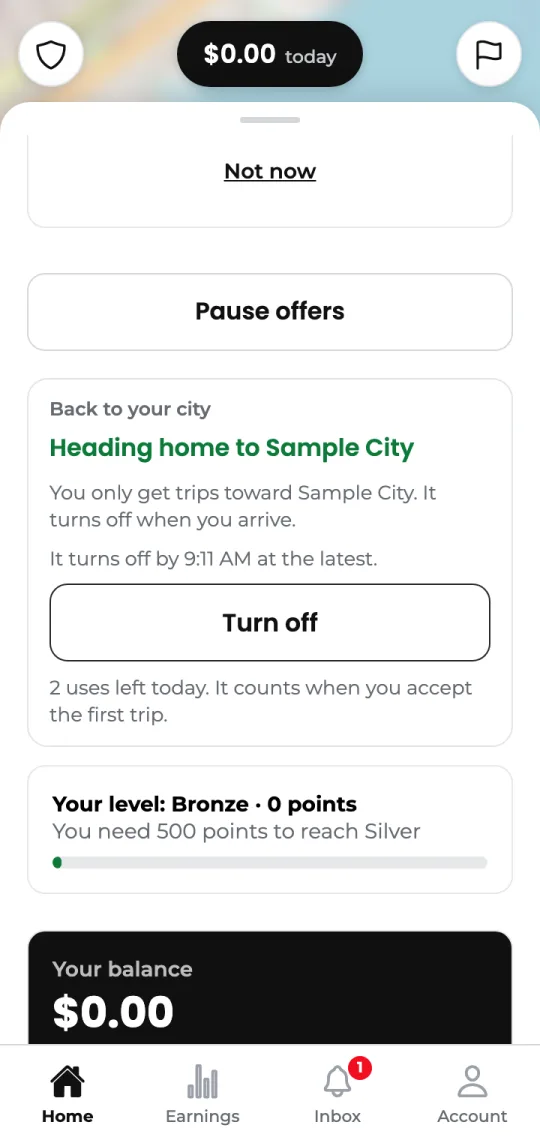 $0.00 today
Not now
Pause offers
Back to your city
Heading home to Sample City
You only get trips toward Sample City. It
turns off when you arrive.
It turns off by 9:11 AM at the latest.
Turn off
2 uses left today. It counts when you accept
the first trip.
Your level: Bronze · 0 points
You need 500 points to reach Silver
Your balance
$0.00
1
Home
Earnings
Inbox
Account